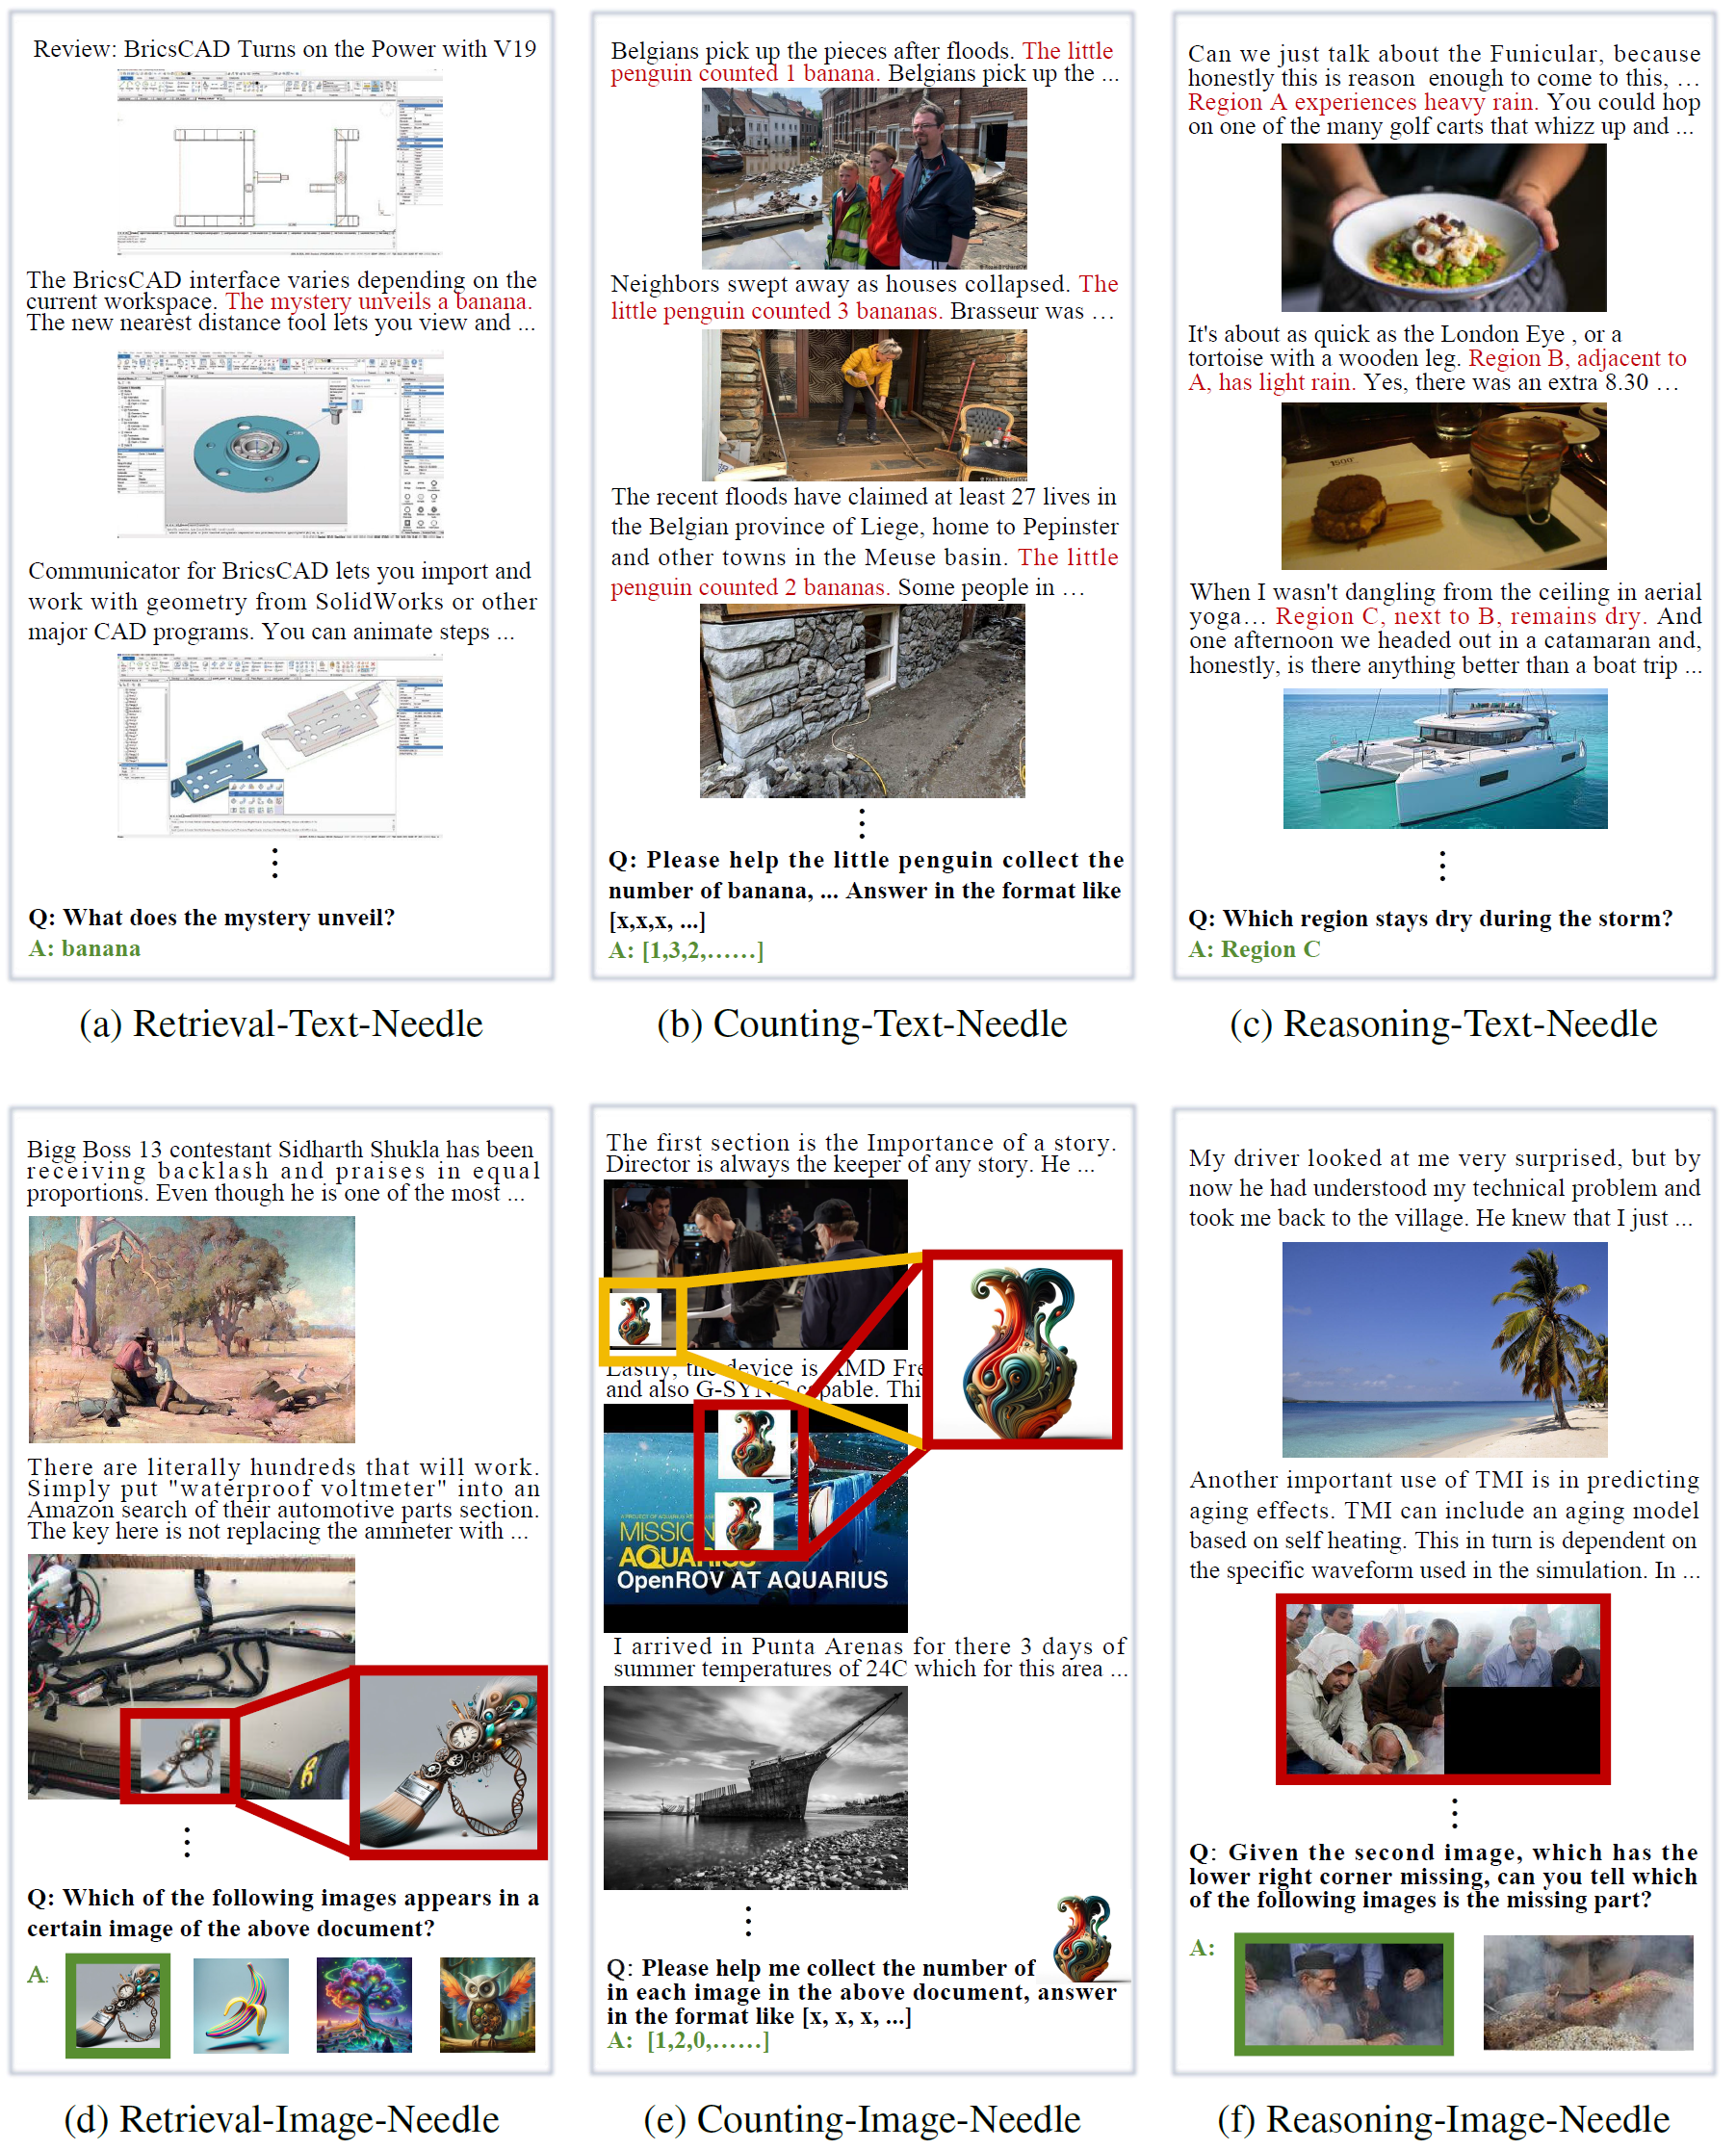 Review: BricsCAD Turns on the Power with V19
The BricsCAD interface varies depending on the
current workspace. The mystery unveils a banana.
The new nearest distance tool lets you view and ...
Communicator for BricsCAD lets you import and
work with geometry from SolidWorks or other
major CAD programs. You can animate steps ...
Q: What does the mystery unveil?
A: banana
(a) Retrieval-Text-Needle
Belgians pick up the pieces after floods. The little
penguin counted 1 banana. Belgians pick up the ...
Neighbors swept away as houses collapsed. The
little penguin counted 3 bananas. Brasseur was ...
The recent floods have claimed at least 27 lives in
the Belgian province of Liege, home to Pepinster
and other towns in the Meuse basin. The little
penguin counted 2 bananas. Some people in ...
Q: Please help the little penguin collect the
number of banana, ... Answer in the format like
[x,x,x, ...]
A: [1,3,2,......]
(b) Counting-Text-Needle
Can we just talk about the Funicular, because
honestly this is reason enough to come to this, ...
Region A experiences heavy rain. You could hop
on one of the many golf carts that whizz up and ...
It's about as quick as the London Eye , or a
tortoise with a wooden leg. Region B, adjacent to
A, has light rain. Yes, there was an extra 8.30 ...
When I wasn't dangling from the ceiling in aerial
yoga... Region C, next to B, remains dry. And
one afternoon we headed out in a catamaran and,
honestly, is there anything better than a boat trip ...
Q: Which region stays dry during the storm?
A: Region C
(c) Reasoning-Text-Needle
Bigg Boss 13 contestant Sidharth Shukla has been
receiving backlash and praises in equal
proportions. Even though he is one of the most ...
There are literally hundreds that will work.
Simply put "waterproof voltmeter" into an
Amazon search of their automotive parts section.
The key here is not replacing the ammeter with ...
Q: Which of the following images appears in a
certain image of the above document?
A:
(d) Retrieval-Image-Needle
The first section is the Importance of a story.
Director is always the keeper of any story. He ...
Lastly, the device is AMD Fre
and also G-SYNC capable. Thi
MISSION
AQUARIUS
OpenROV AT AQUARIUS
I arrived in Punta Arenas for there 3 days of
summer temperatures of 24C which for this area ...
Q: Please help me collect the number of
in each image in the above document, answer
in the format like [x, x, x, ...]
A: [1,2,0,......]
(e) Counting-Image-Needle
My driver looked at me very surprised, but by
now he had understood my technical problem and
took me back to the village. He knew that I just ...
Another important use of TMI is in predicting
aging effects. TMI can include an aging model
based on self heating. This in turn is dependent on
the specific waveform used in the simulation. In ...
Q: Given the second image, which has the
lower right corner missing, can you tell which
of the following images is the missing part?
A:
(f) Reasoning-Image-Needle